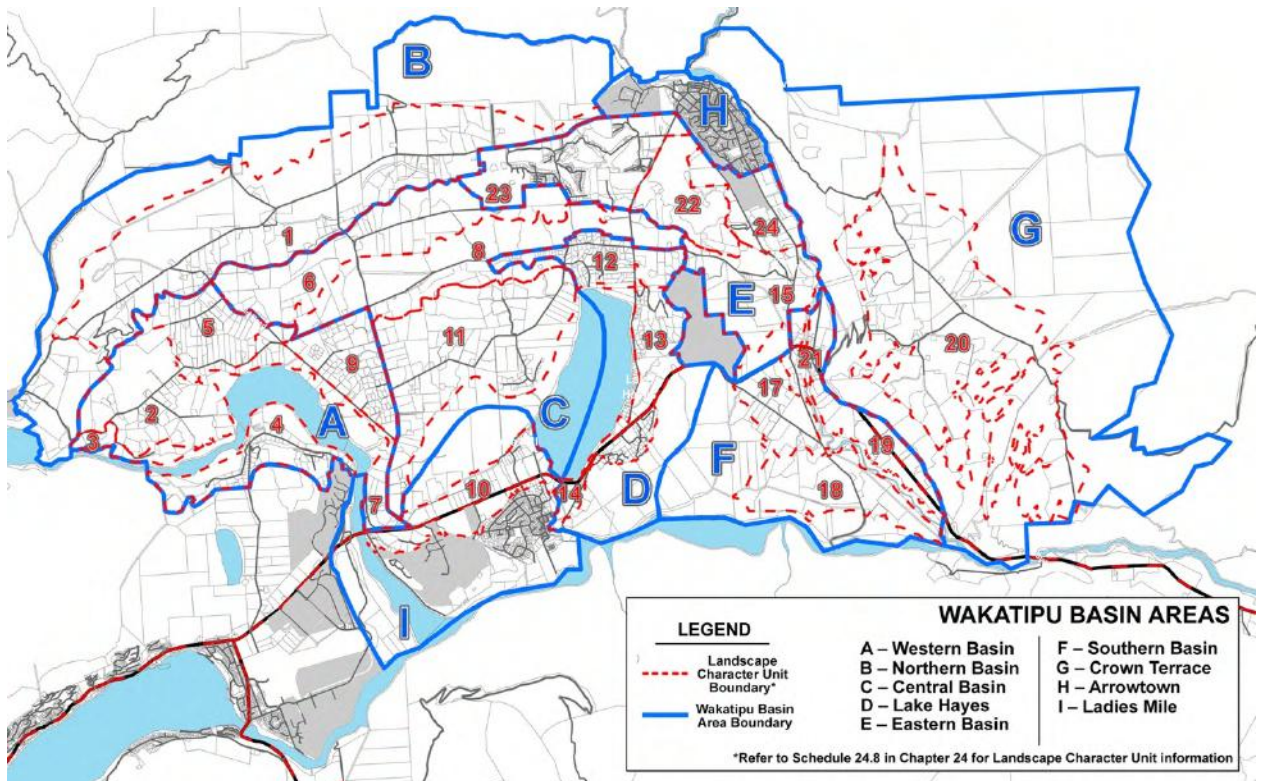 B
H
23
22
24
G
1
8
12
6
E
15
5
11
13
20
9
21
17
2
A
C
4
3
F
19
10
14
D
18
7
I
WAKATIPU BASIN AREAS
LEGEND
Landscape
Character Unit
Boundary*
Wakatipu Basin
Area Boundary
A – Western Basin
B – Northern Basin
C – Central Basin
D – Lake Hayes
E – Eastern Basin
F – Southern Basin
G – Crown Terrace
H – Arrowtown
I – Ladies Mile
*Refer to Schedule 24.8 in Chapter 24 for Landscape Character Unit information